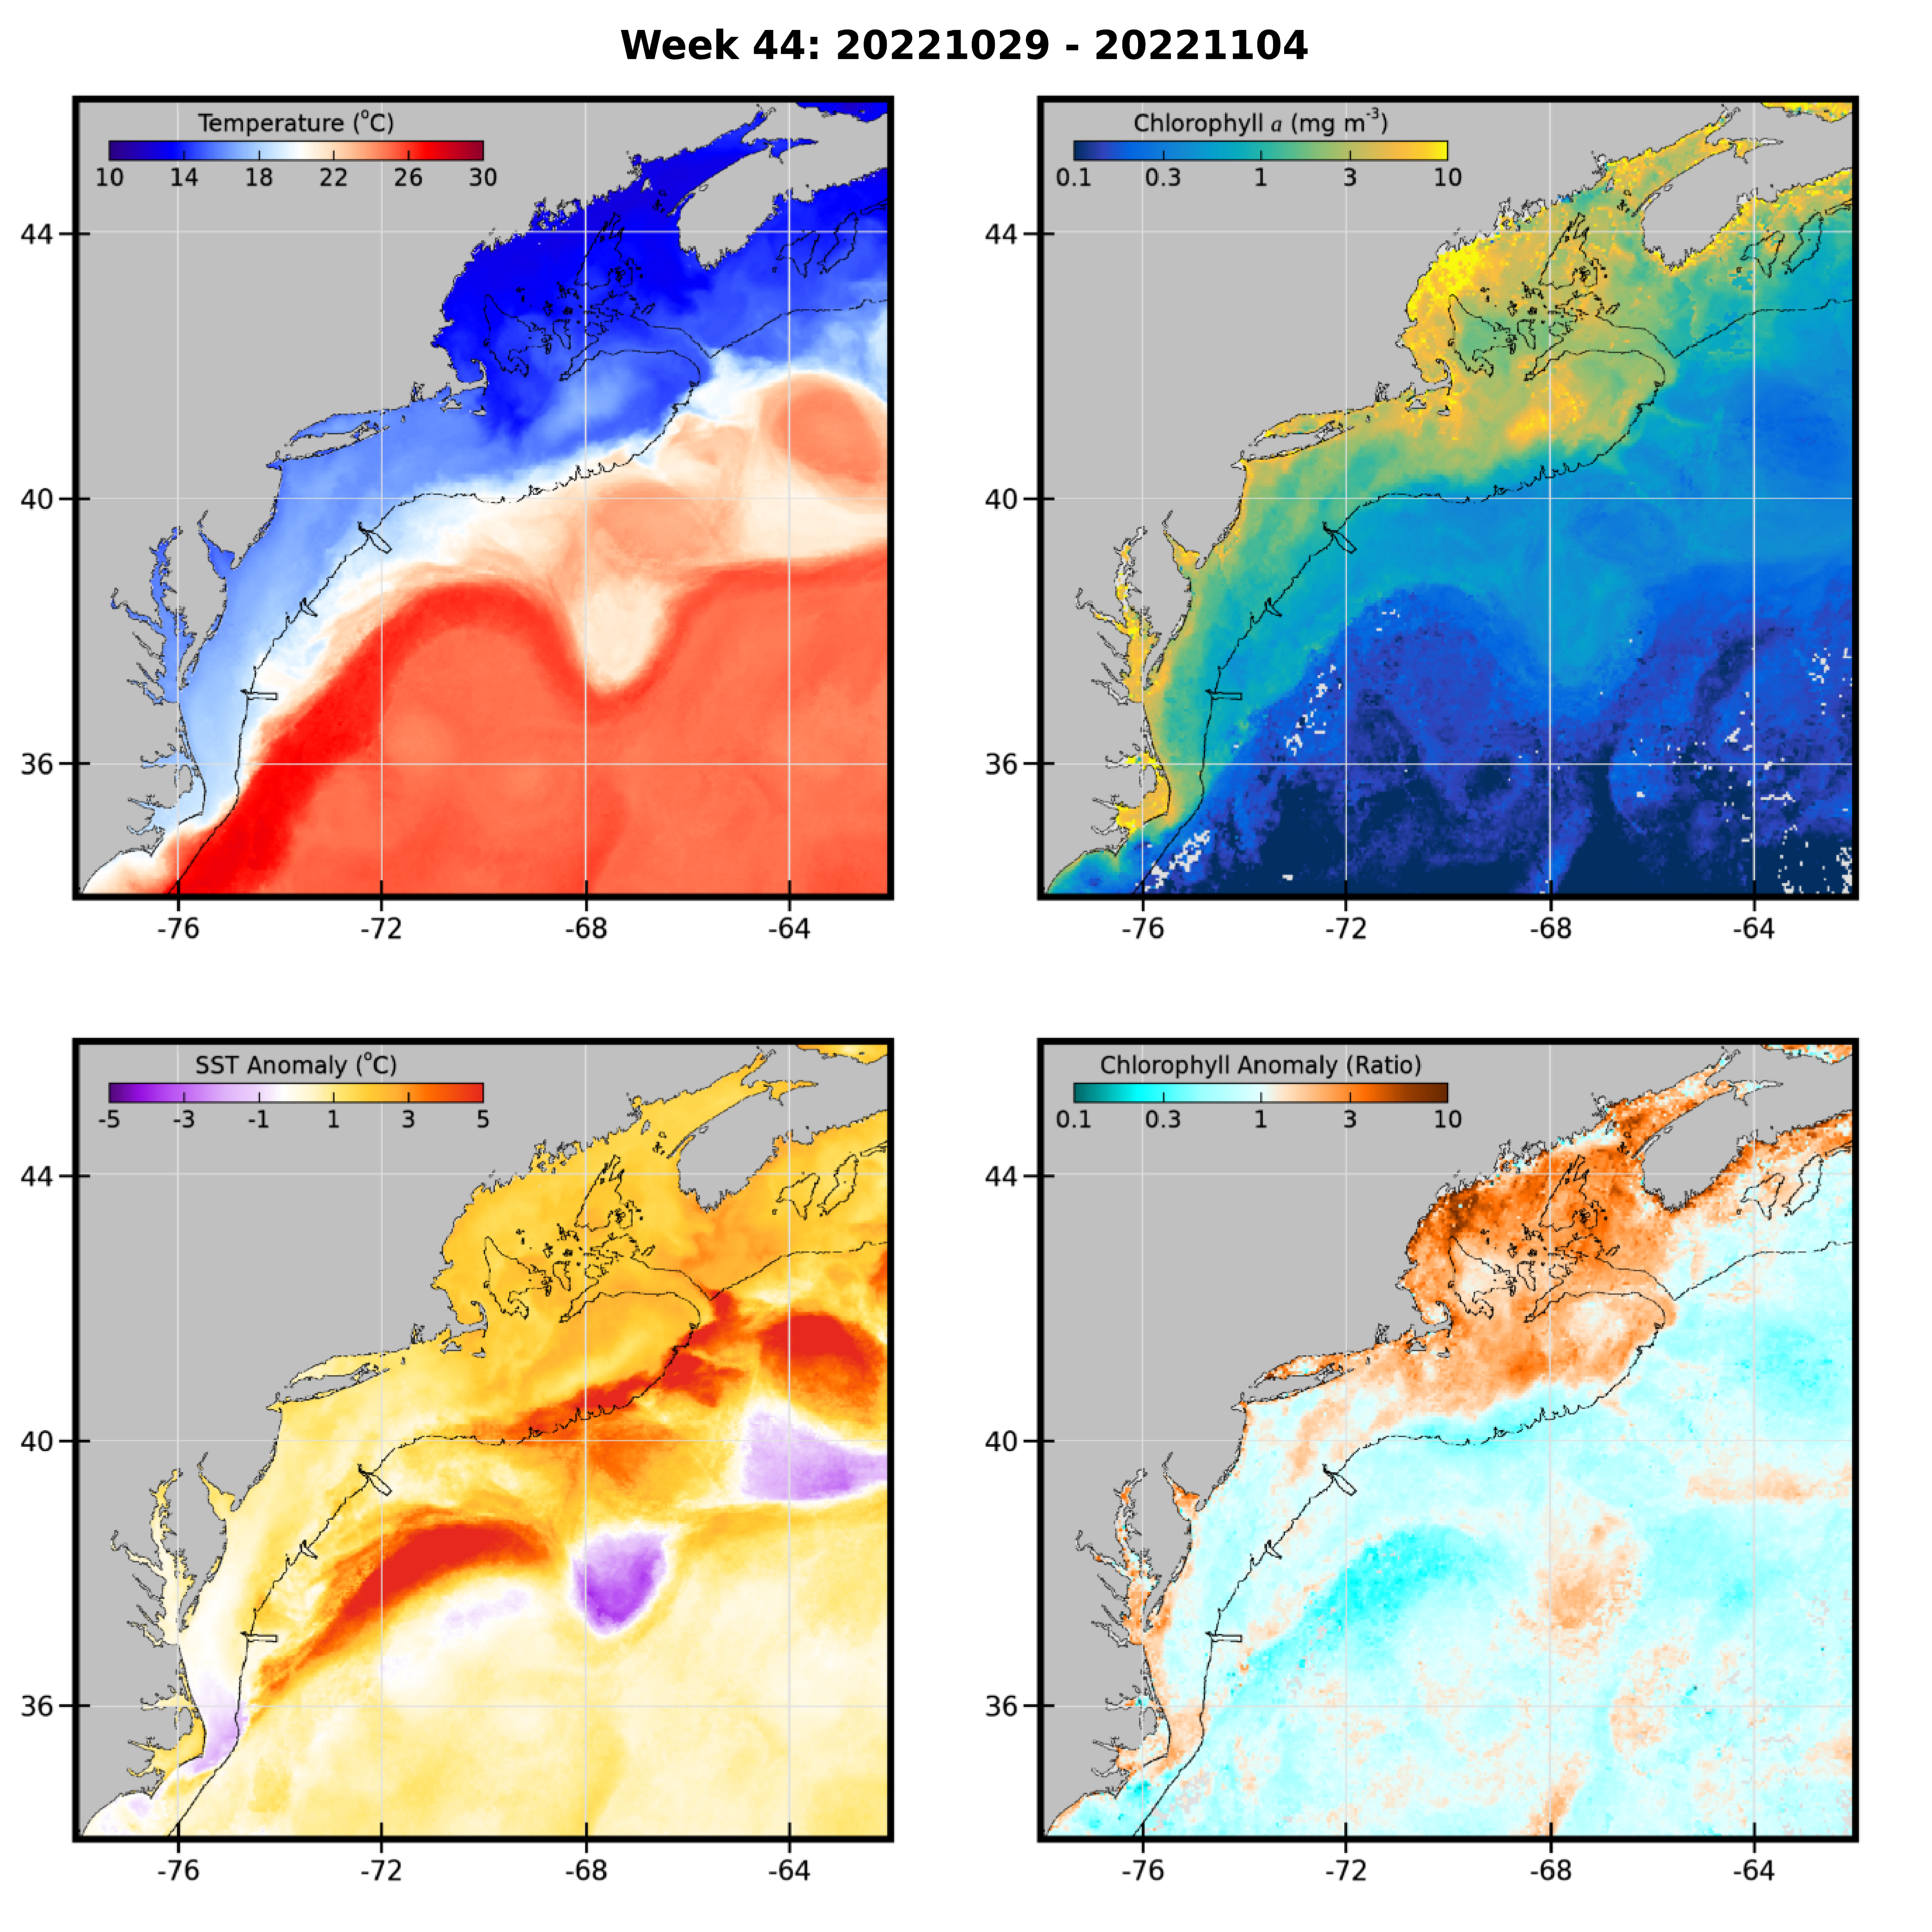 Week 44: 20221029 - 20221104
Temperature (°C)
10 14 18 22 26 30
44
40
36
-76 -72 -68 -64
Chlorophyll a (mg m⁻³)
0.1 0.3 1 3 10
44
40
36
-76 -72 -68 -64
SST Anomaly (°C)
-5 -3 -1 1 3 5
44
40
36
-76 -72 -68 -64
Chlorophyll Anomaly (Ratio)
0.1 0.3 1 3 10
44
40
36
-76 -72 -68 -64